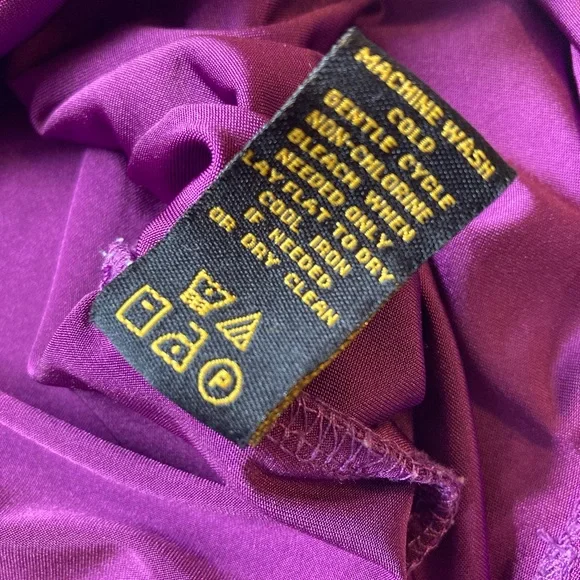 MACHINE WASH
COLD
GENTLE CYCLE
NON-CHLORINE
BLEACH WHEN
NEEDED ONLY
LAY FLAT TO DRY
COOL IRON
IF NEEDED
OR DRY CLEAN
P